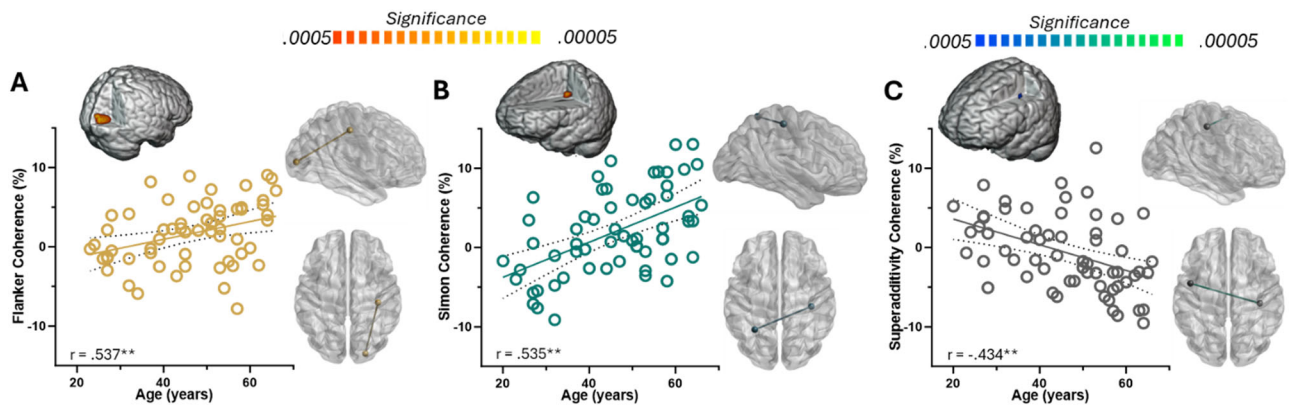 Significance
.0005 .00005
Significance
.0005 .00005
A
Flanker Coherence (%)
10
0
-10
r = .537**
20 40 60
Age (years)
B
Simon Coherence (%)
10
0
-10
r = .535**
20 40 60
Age (years)
C
Superadditivity Coherence (%)
10
0
-10
r = -.434**
20 40 60
Age (years)